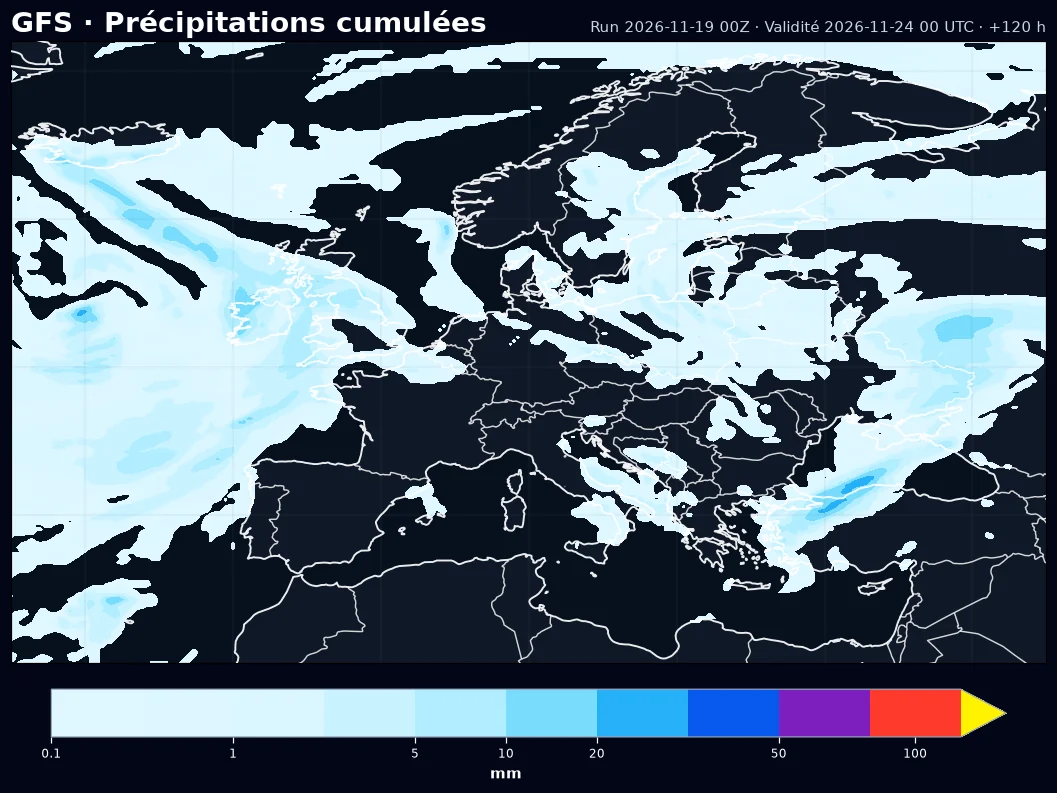 GFS · Précipitations cumulées
Run 2026-11-19 00Z · Validité 2026-11-24 00 UTC · +120 h
0.1 1 5 10 20 50 100
mm